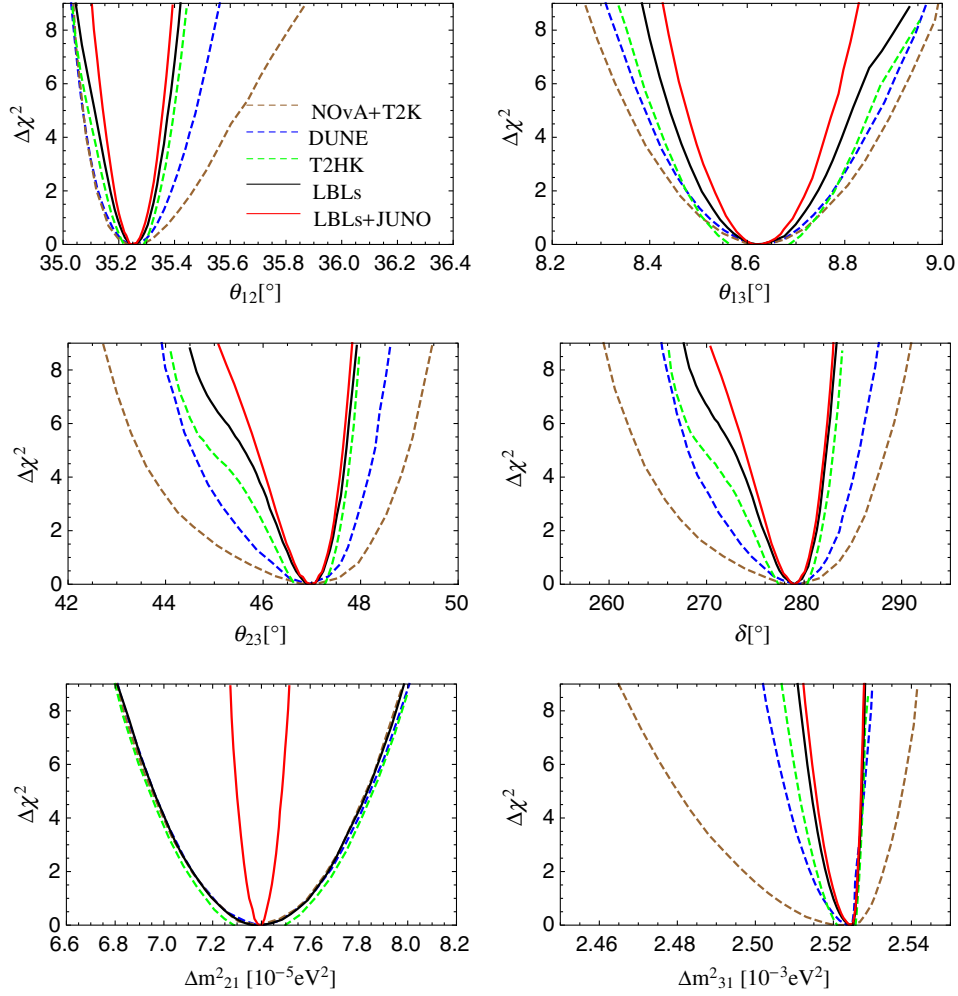 8
6
4
2
0
Δχ²
35.0 35.2 35.4 35.6 35.8 36.0 36.2 36.4
θ₁₂[°]
NOνA+T2K
DUNE
T2HK
LBLs
LBLs+JUNO
8
6
4
2
0
Δχ²
8.2 8.4 8.6 8.8 9.0
θ₁₃[°]
8
6
4
2
0
Δχ²
42 44 46 48 50
θ₂₃[°]
8
6
4
2
0
Δχ²
260 270 280 290
δ[°]
8
6
4
2
0
Δχ²
6.6 6.8 7.0 7.2 7.4 7.6 7.8 8.0 8.2
Δm²₂₁ [10⁻⁵eV²]
8
6
4
2
0
Δχ²
2.46 2.48 2.50 2.52 2.54
Δm²₃₁ [10⁻³eV²]